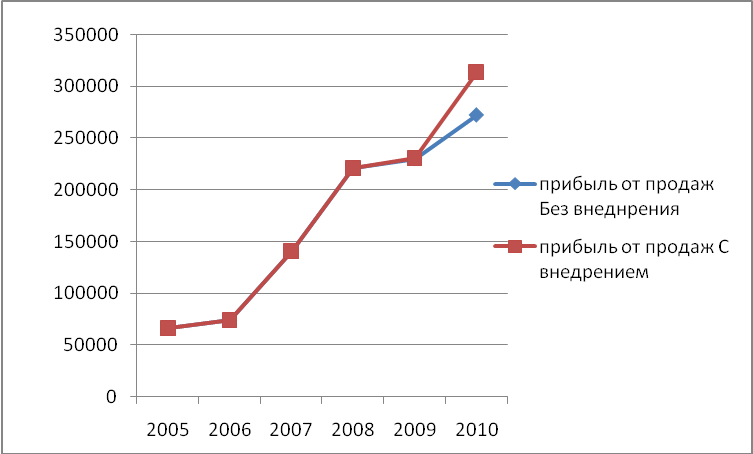 350000
300000
250000
200000
150000
100000
50000
0
2005 2006 2007 2008 2009 2010
прибыль от продаж
Без внеднрения
прибыль от продаж С
внедрением